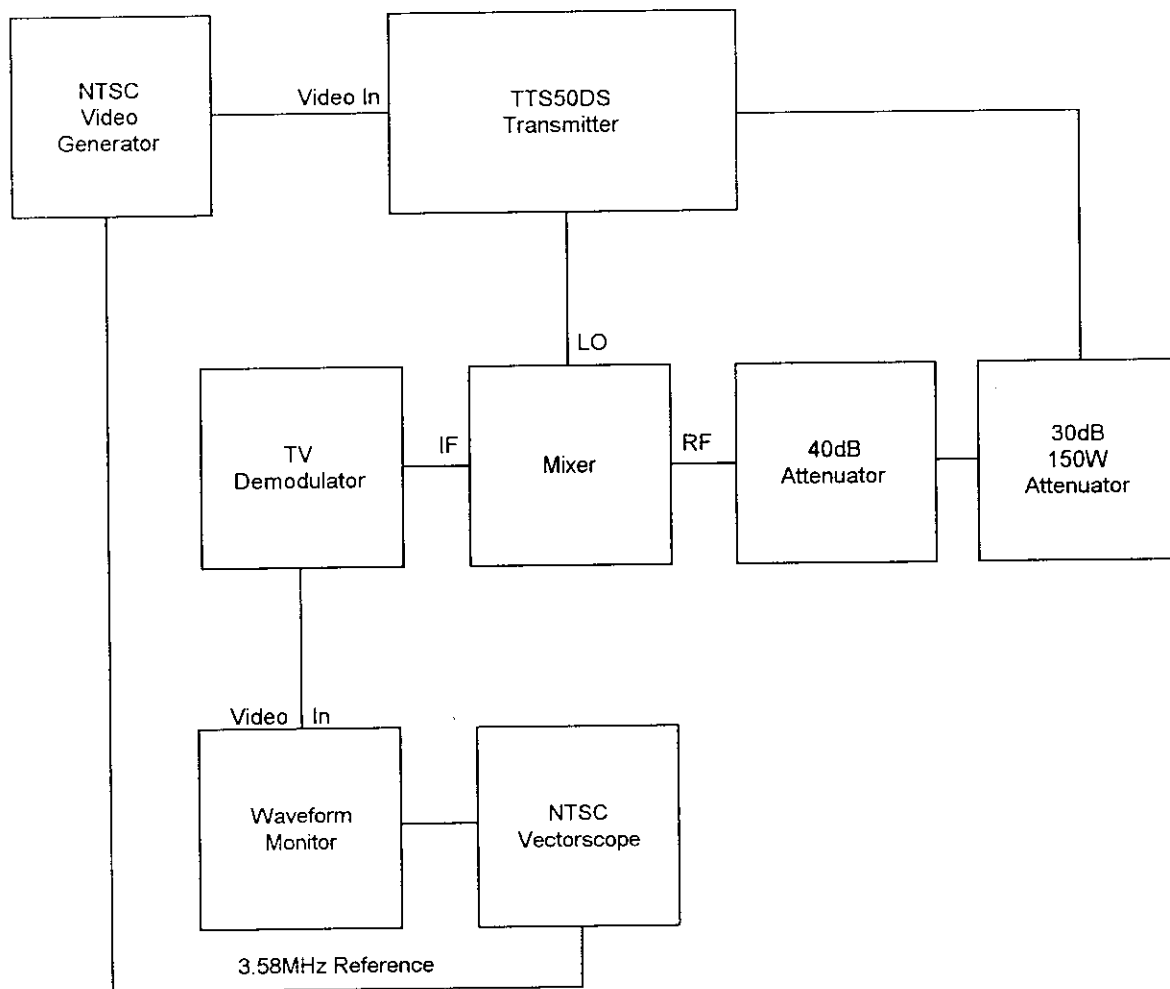 NTSC
Video
Generator
Video In
TTS50DS
Transmitter
LO
TV
Demodulator
IF
Mixer
RF
40dB
Attenuator
30dB
150W
Attenuator
Video In
Waveform
Monitor
NTSC
Vectorscope
3.58MHz Reference